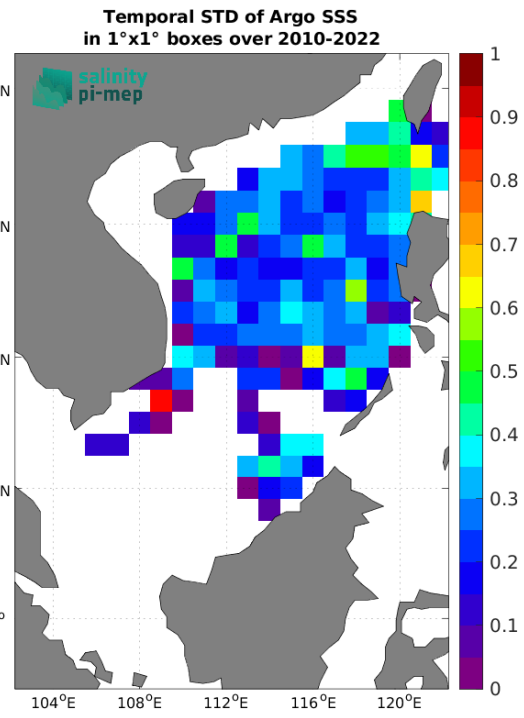 Temporal STD of Argo SSS
in 1°x1° boxes over 2010-2022
salinity
pi-mep
N
N
N
N
o
104°E
108°E
112°E
116°E
120°E
1
0.9
0.8
0.7
0.6
0.5
0.4
0.3
0.2
0.1
0